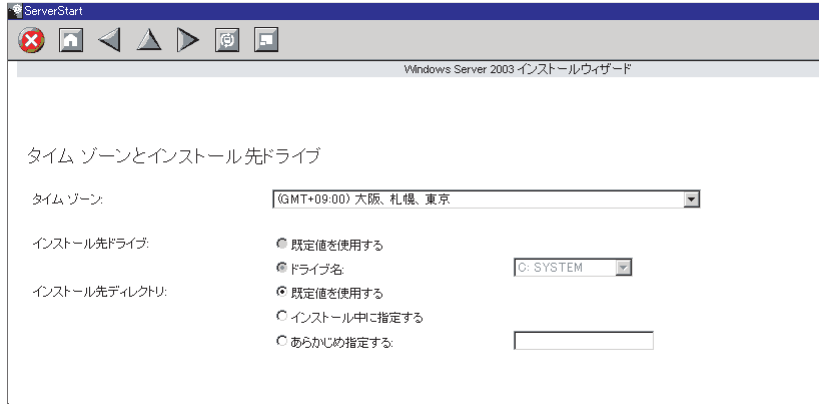 ServerStart
Windows Server 2003 インストールウィザード
タイム ゾーンとインストール先ドライブ
タイム ゾーン:
(GMT+09:00) 大阪、札幌、東京
インストール先ドライブ:
既定値を使用する
ドライブ名:
C: SYSTEM
インストール先ディレクトリ:
既定値を使用する
インストール中に指定する
あらかじめ指定する: